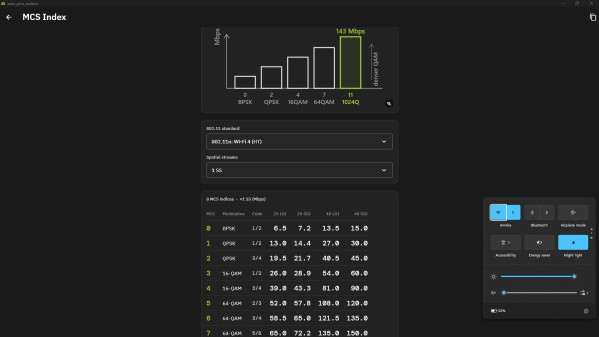 MCS Index
Mbps
143 Mbps
denser QAM
0 2 4 7 11
BPSK QPSK 16QAM 64QAM 1024Q
802.11 standard
802.11n: Wi-Fi 4 (HT)
Spatial streams
1 SS
MCS Modulation Code 20 LGI 20 SGI 40 LGI 40 SGI
0 BPSK 1/2 6.5 7.2 13.5 15.0
1 QPSK 1/2 13.0 14.4 27.0 30.0
2 QPSK 3/4 19.5 21.7 40.5 45.0
3 16-QAM 1/2 26.0 28.9 54.0 60.0
4 16-QAM 3/4 39.0 43.3 81.0 90.0
5 64-QAM 2/3 52.0 57.8 108.0 120.0
6 64-QAM 3/4 58.5 65.0 121.5 135.0
7 64-QAM 5/6 65.0 72.2 135.0 150.0
Bluetooth Airplane mode
Accessibility Energy saver Night light